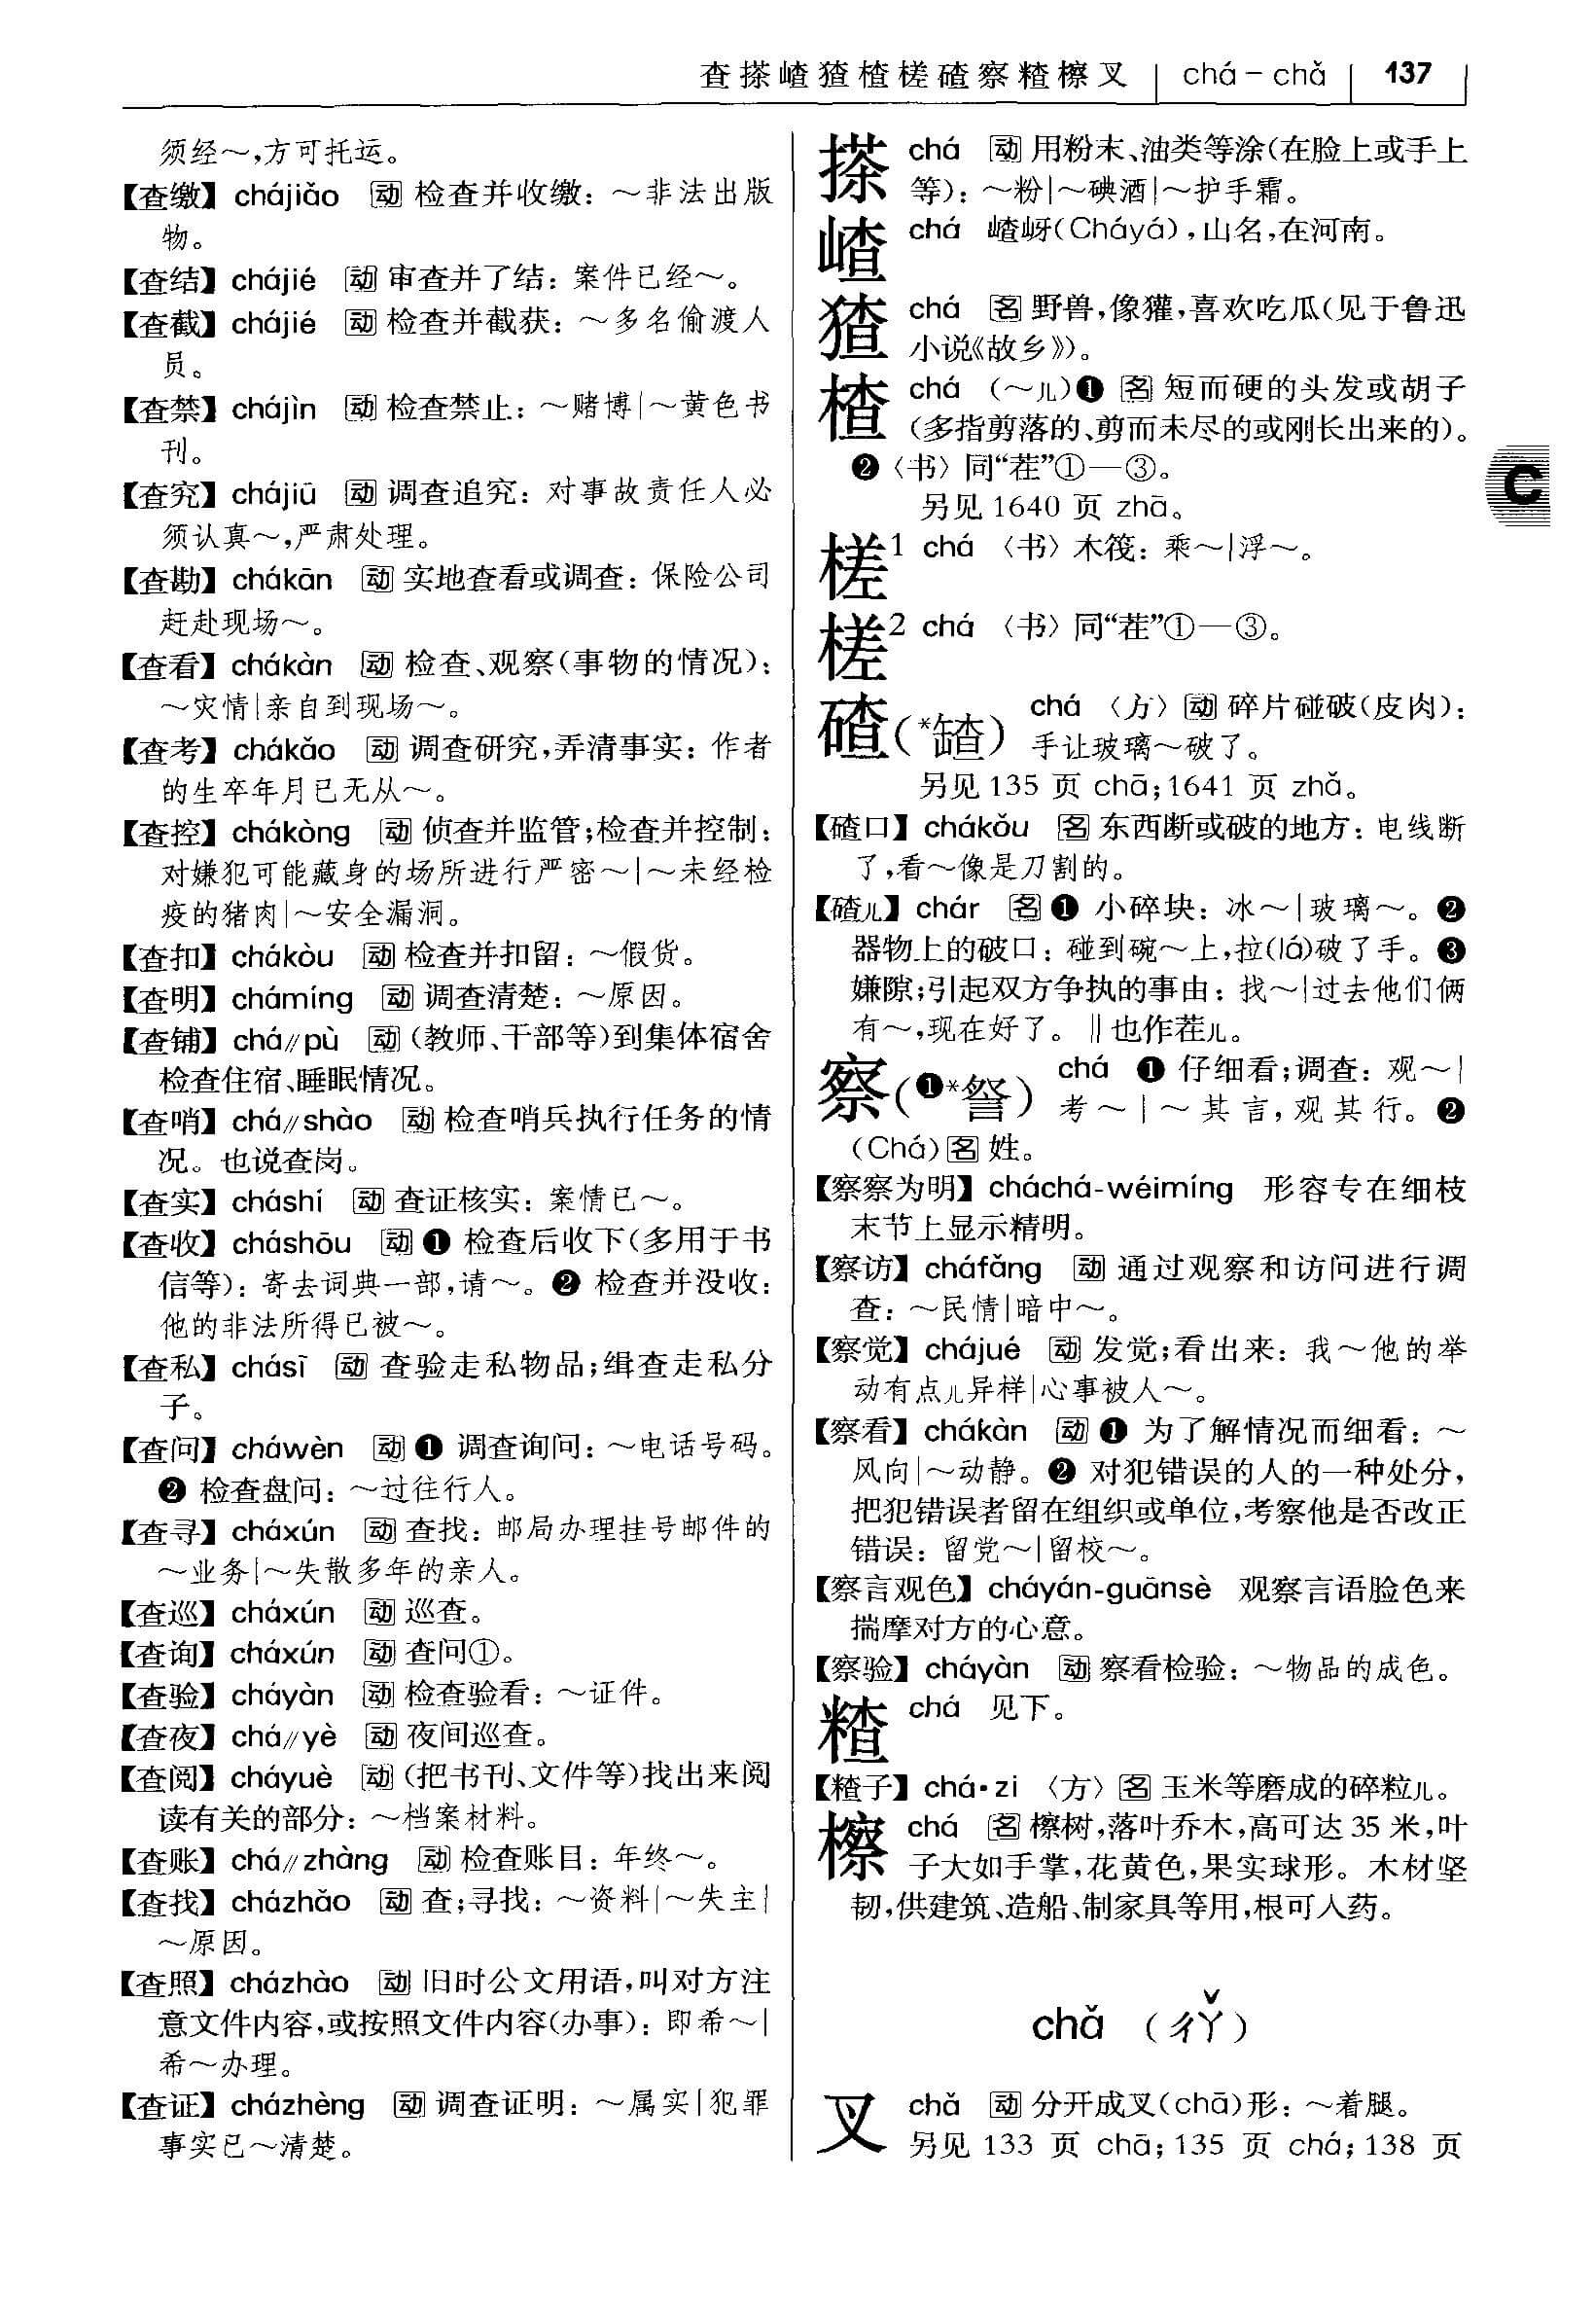 查搽嵖猹楂槎碴察𥻗檫叉 chá－chǎ 137
须经～，方可托运。
【查缴】chájiǎo 动 检查并收缴：～非法出版
物。
【查结】chájié 动 审查并了结：案件已经～。
【查截】chájié 动 检查并截获：～多名偷渡人
员。
【查禁】chájìn 动 检查禁止：～赌博|～黄色书
刊。
【查究】chájiū 动 调查追究：对事故责任人必
须认真～，严肃处理。
【查勘】chákān 动 实地查看或调查：保险公司
赶赴现场～。
【查看】chákàn 动 检查、观察（事物的情况）：
～灾情|亲自到现场～。
【查考】chákǎo 动 调查研究，弄清事实：作者
的生卒年月已无从～。
【查控】chákòng 动 侦查并监管；检查并控制：
对嫌犯可能藏身的场所进行严密～|～未经检
疫的猪肉|～安全漏洞。
【查扣】chákòu 动 检查并扣留：～假货。
【查明】chámíng 动 调查清楚：～原因。
【查铺】chá//pù 动（教师、干部等）到集体宿舍
检查住宿、睡眠情况。
【查哨】chá//shào 动 检查哨兵执行任务的情
况。也说查岗。
【查实】cháshí 动 查证核实：案情已～。
【查收】cháshōu 动 ❶ 检查后收下（多用于书
信等）：寄去词典一部，请～。❷ 检查并没收：
他的非法所得已被～。
【查私】chásī 动 查验走私物品；缉查走私分
子。
【查问】cháwèn 动 ❶ 调查询问：～电话号码。
❷ 检查盘问：～过往行人。
【查寻】cháxún 动 查找：邮局办理挂号邮件的
～业务|～失散多年的亲人。
【查巡】cháxún 动 巡查。
【查询】cháxún 动 查问①。
【查验】cháyàn 动 检查验看：～证件。
【查夜】chá//yè 动 夜间巡查。
【查阅】cháyuè 动（把书刊、文件等）找出来阅
读有关的部分：～档案材料。
【查账】chá//zhàng 动 检查账目：年终～。
【查找】cházhǎo 动 查；寻找：～资料|～失主|
～原因。
【查照】cházhào 动 旧时公文用语，叫对方注
意文件内容，或按照文件内容（办事）：即希～|
希～办理。
【查证】cházhèng 动 调查证明：～属实|犯罪
事实已～清楚。
搽 chá 动 用粉末、油类等涂（在脸上或手上
等）：～粉|～碘酒|～护手霜。
嵖 chá 嵖岈（Cháyá），山名，在河南。
猹 chá 名 野兽，像獾，喜欢吃瓜（见于鲁迅
小说《故乡》）。
楂 chá （～儿）❶ 名 短而硬的头发或胡子
（多指剪落的、剪而未尽的或刚长出来的）。
❷〈书〉同“茬”①—③。
另见 1640 页 zhā。
槎1 chá 〈书〉木筏：乘～|浮～。
槎2 chá 〈书〉同“茬”①—③。
碴（*䃰） chá 〈方〉动 碎片碰破（皮肉）：
手让玻璃～破了。
另见 135 页 chā；1641 页 zhǎ。
【碴口】chákǒu 名 东西断或破的地方：电线断
了，看～像是刀割的。
【碴儿】chár 名 ❶ 小碎块：冰～|玻璃～。❷
器物上的破口：碰到碗～上，拉(lá)破了手。❸
嫌隙；引起双方争执的事由：找～|过去他们俩
有～，现在好了。‖也作茬儿。
察（❶*詧） chá ❶ 仔细看；调查：观～|
考～|～其言，观其行。❷
（Chá）名 姓。
【察察为明】cháchá-wéimíng 形容专在细枝
末节上显示精明。
【察访】cháfǎng 动 通过观察和访问进行调
查：～民情|暗中～。
【察觉】chájué 动 发觉；看出来：我～他的举
动有点儿异样|心事被人～。
【察看】chákàn 动 ❶ 为了解情况而细看：～
风向|～动静。❷ 对犯错误的人的一种处分，
把犯错误者留在组织或单位，考察他是否改正
错误：留党～|留校～。
【察言观色】cháyán-guānsè 观察言语脸色来
揣摩对方的心意。
【察验】cháyàn 动 察看检验：～物品的成色。
𥻗 chá 见下。
【𥻗子】chá·zi 〈方〉名 玉米等磨成的碎粒儿。
檫 chá 名 檫树，落叶乔木，高可达 35 米，叶
子大如手掌，花黄色，果实球形。木材坚
韧，供建筑、造船、制家具等用，根可入药。
C
chǎ （ㄔㄚˇ）
叉 chǎ 动 分开成叉(chā)形：～着腿。
另见 133 页 chā；135 页 chá；138 页